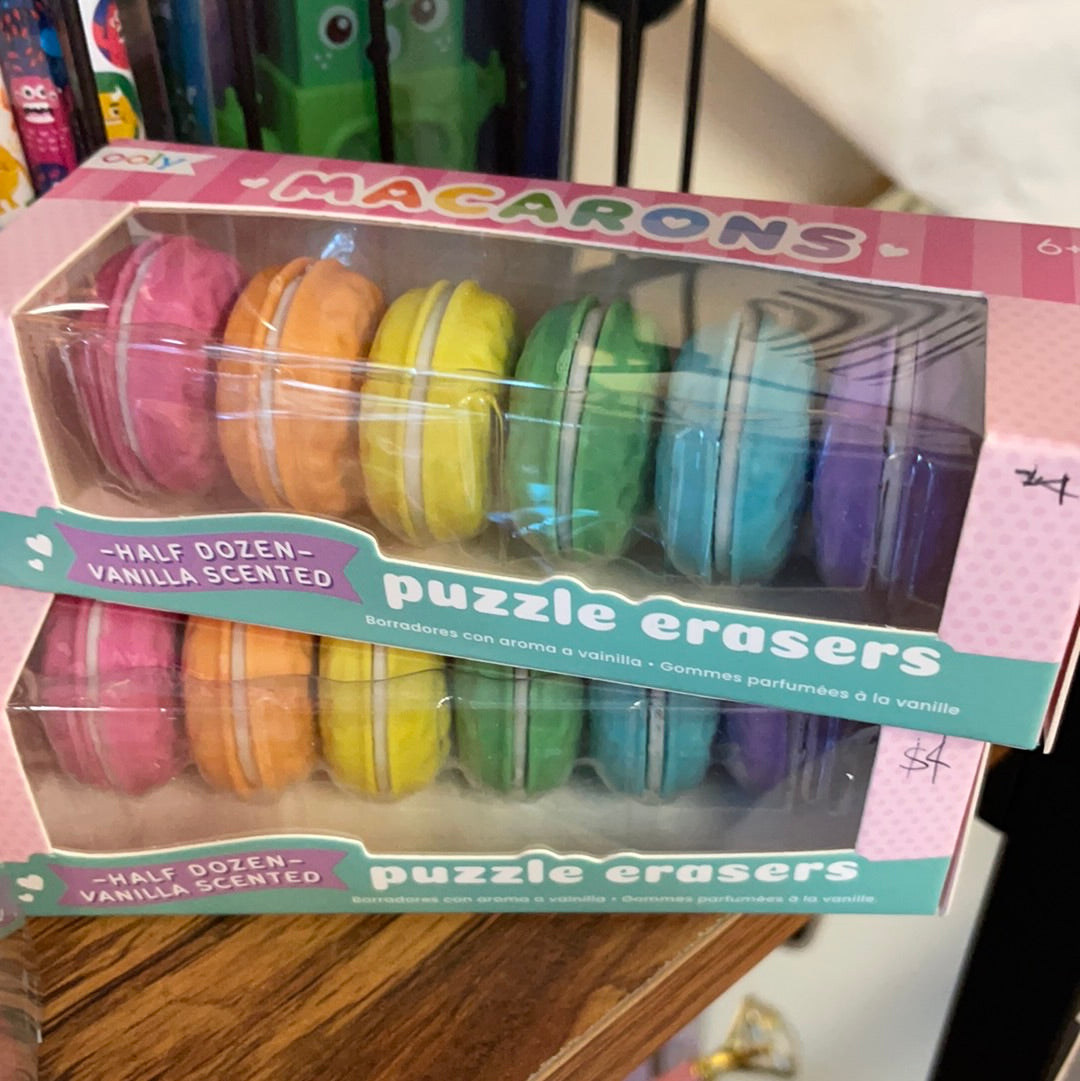 ooly
MACARONS
6+
$4
-HALF DOZEN-
VANILLA SCENTED
puzzle erasers
Borradores con aroma a vainilla • Gommes parfumées à la vanille
$4
-HALF DOZEN-
VANILLA SCENTED
puzzle erasers
Borradores con aroma a vainilla • Gommes parfumées à la vanille